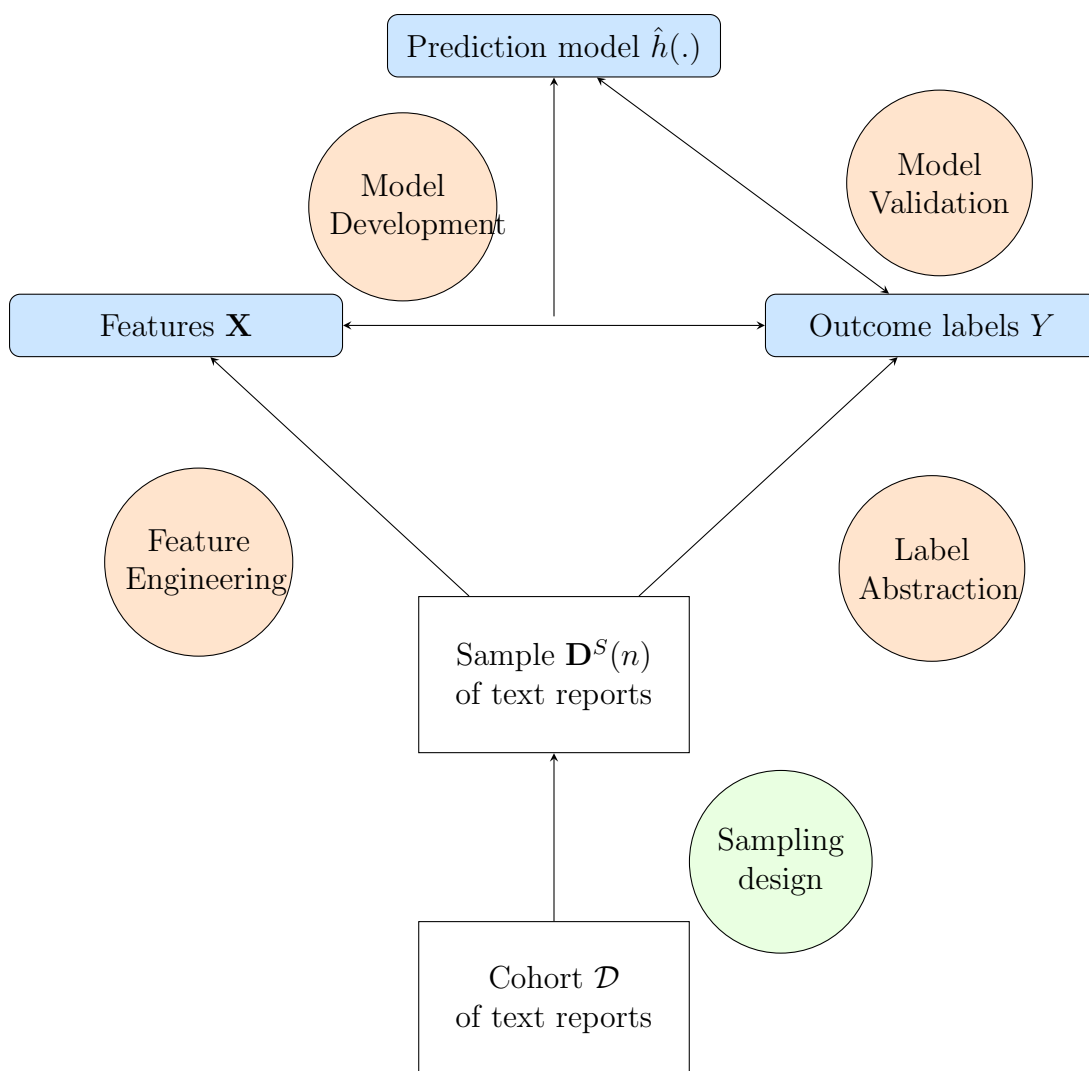 Prediction model ĥ(.)
Model
Development
Model
Validation
Features X
Outcome labels Y
Feature
Engineering
Label
Abstraction
Sample D^S(n)
of text reports
Sampling
design
Cohort 𝒟
of text reports